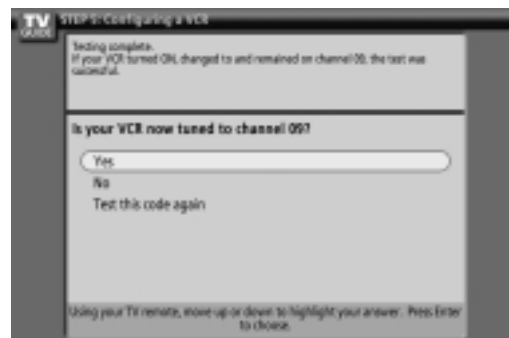 TV
GUIDE
STEP 5: Configuring a VCR
Testing complete.
If your VCR turned ON, changed to and remained on channel 09, the test was
successful.
Is your VCR now tuned to channel 09?
Yes
No
Test this code again
Using your TV remote, move up or down to highlight your answer. Press Enter
to choose.